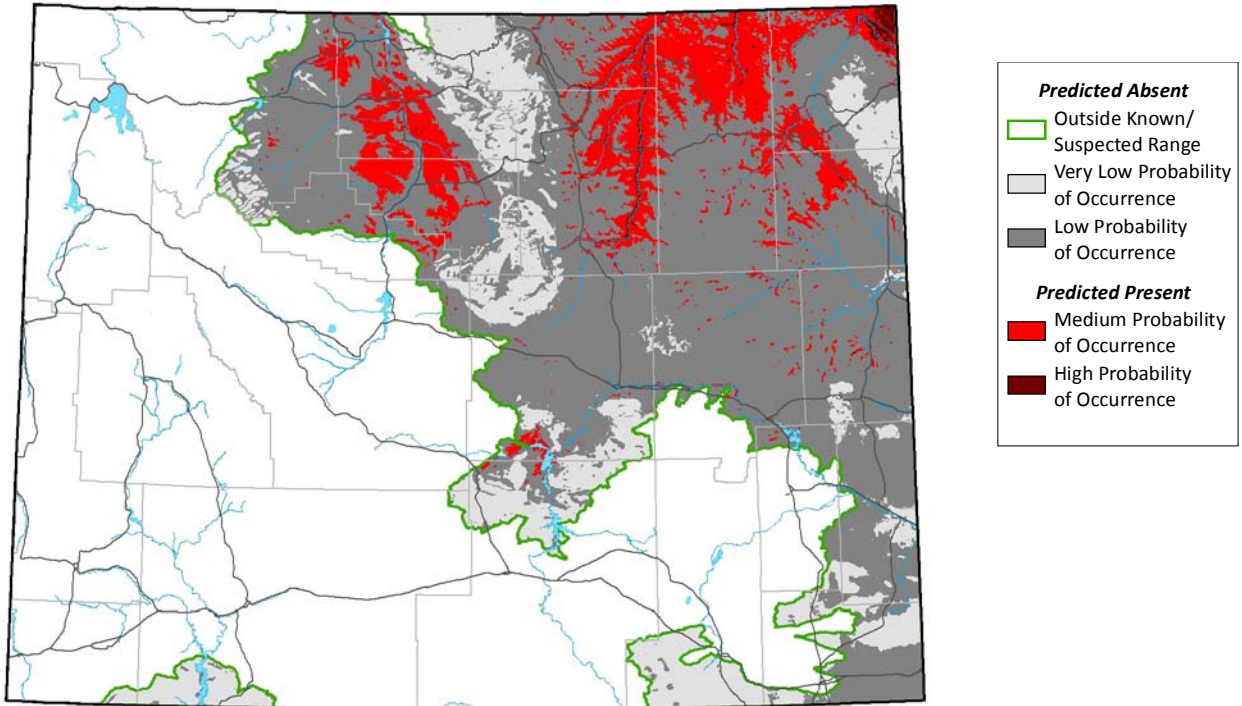 Predicted Absent
Outside Known/
Suspected Range
Very Low Probability
of Occurrence
Low Probability
of Occurrence
Predicted Present
Medium Probability
of Occurrence
High Probability
of Occurrence